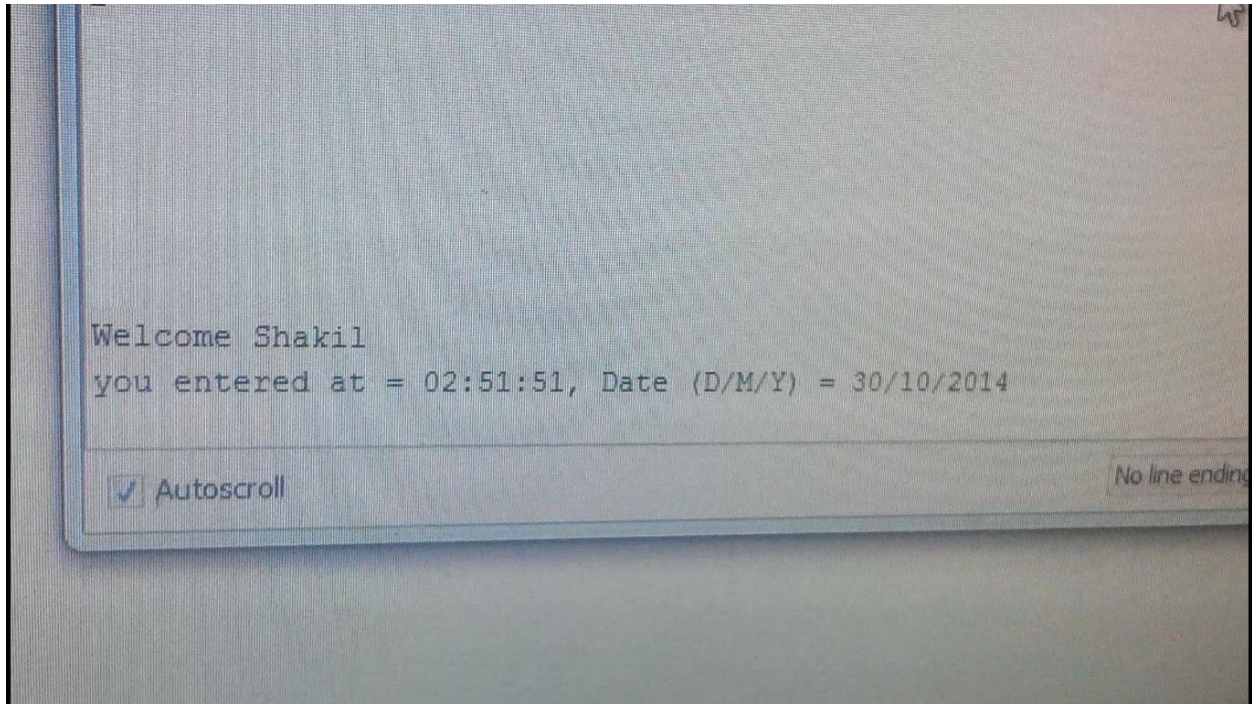 Welcome Shakil
you entered at = 02:51:51, Date (D/M/Y) = 30/10/2014
Autoscroll
No line ending